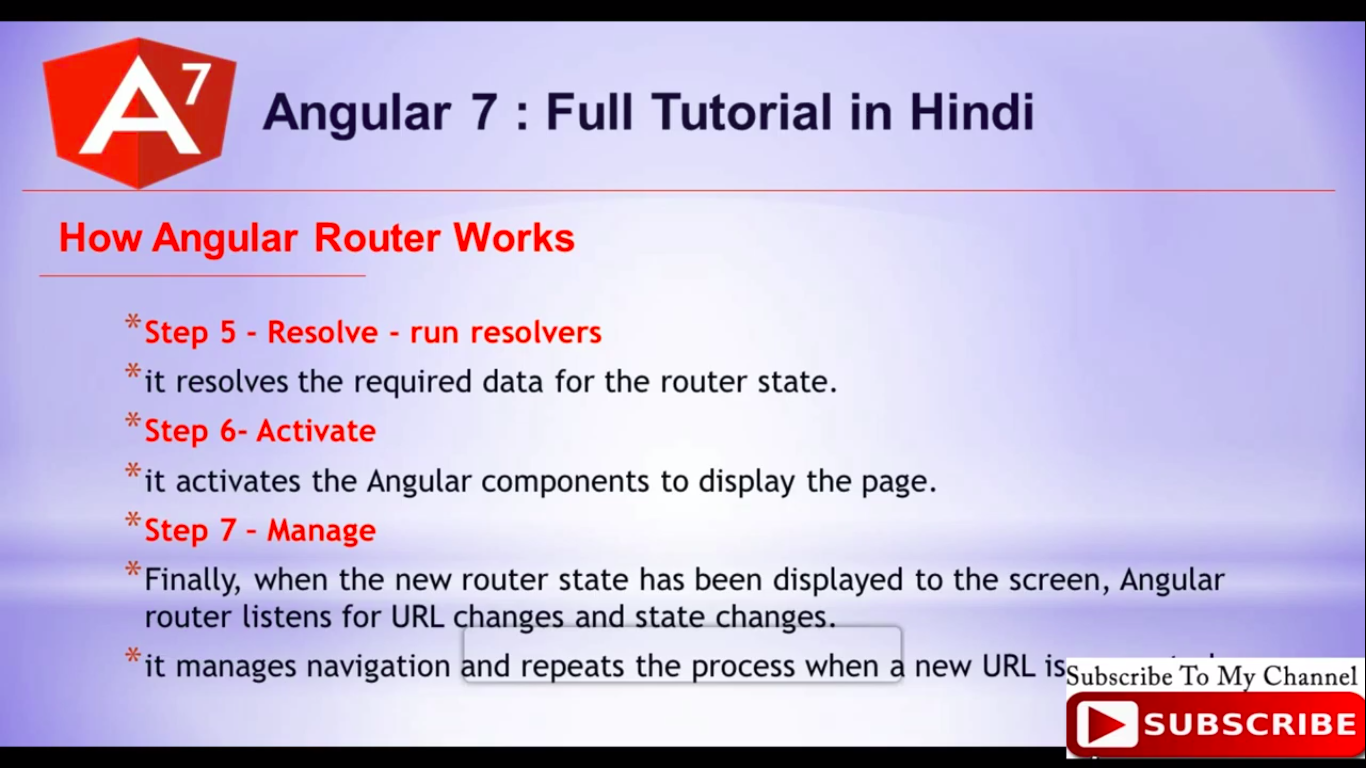 A7
Angular 7 : Full Tutorial in Hindi
How Angular Router Works
*Step 5 - Resolve - run resolvers
*it resolves the required data for the router state.
*Step 6- Activate
*it activates the Angular components to display the page.
*Step 7 – Manage
*Finally, when the new router state has been displayed to the screen, Angular
router listens for URL changes and state changes.
*it manages navigation and repeats the process when a new URL is
Subscribe To My Channel
SUBSCRIBE